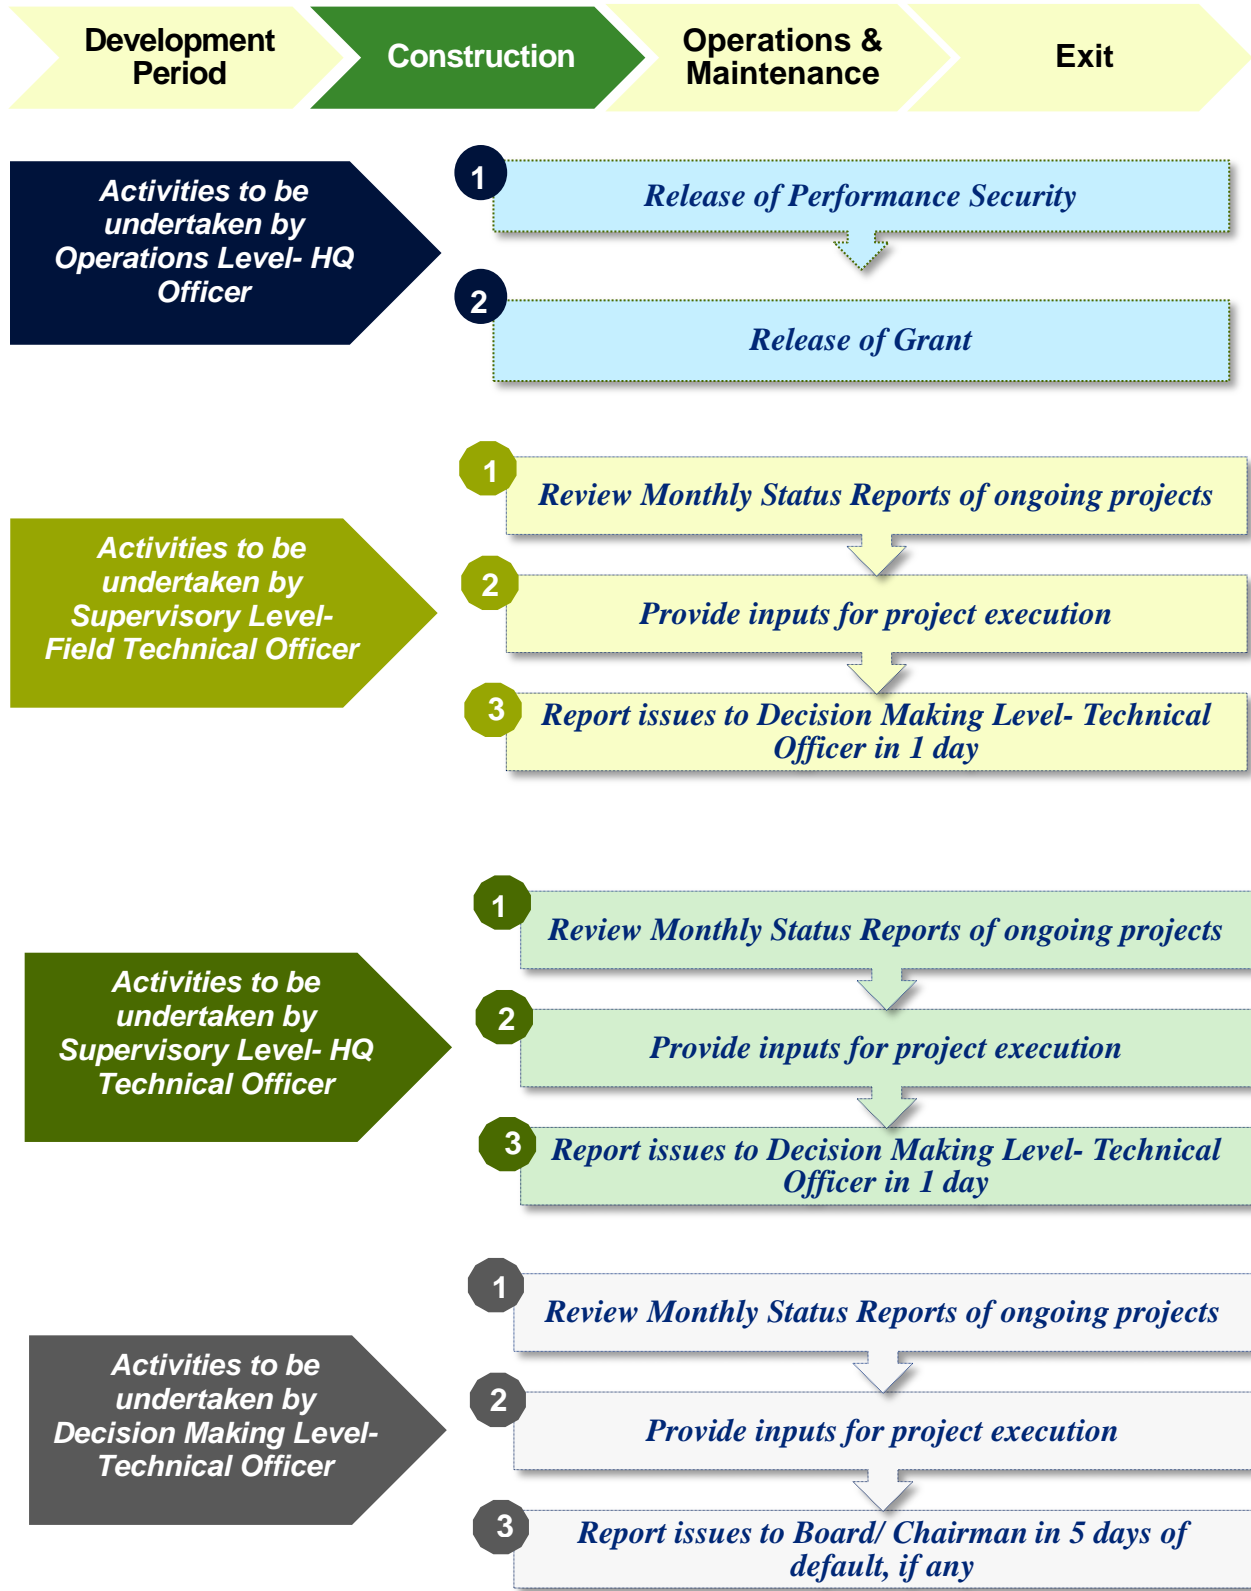 Development
Period
Construction
Operations &
Maintenance
Exit
Activities to be
undertaken by
Operations Level- HQ
Officer
1
Release of Performance Security
2
Release of Grant
Activities to be
undertaken by
Supervisory Level-
Field Technical Officer
1
Review Monthly Status Reports of ongoing projects
2
Provide inputs for project execution
3
Report issues to Decision Making Level- Technical
Officer in 1 day
Activities to be
undertaken by
Supervisory Level- HQ
Technical Officer
1
Review Monthly Status Reports of ongoing projects
2
Provide inputs for project execution
3
Report issues to Decision Making Level- Technical
Officer in 1 day
Activities to be
undertaken by
Decision Making Level-
Technical Officer
1
Review Monthly Status Reports of ongoing projects
2
Provide inputs for project execution
3
Report issues to Board/ Chairman in 5 days of
default, if any